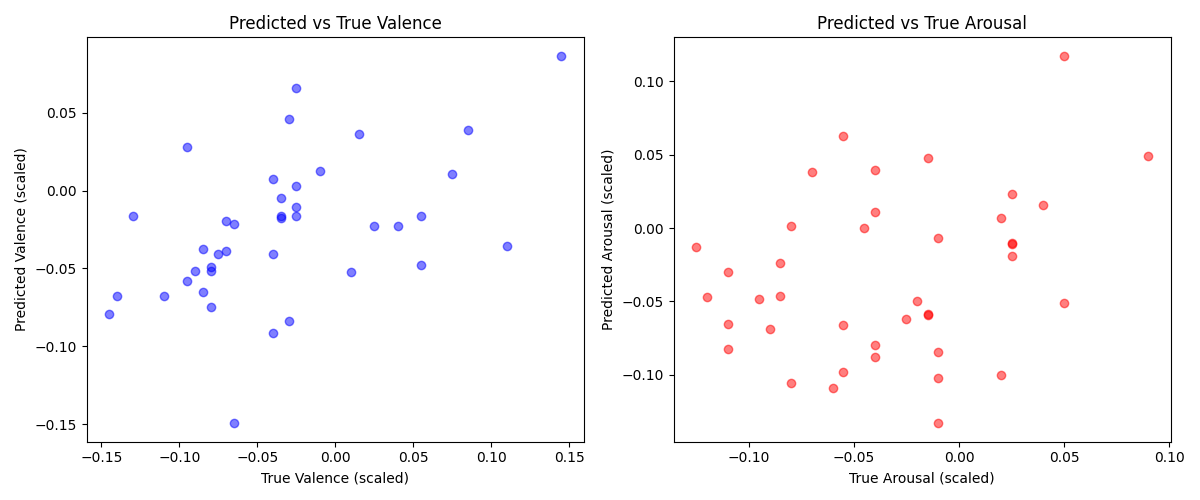 Predicted vs True Valence
Predicted Valence (scaled)
0.05
0.00
−0.05
−0.10
−0.15
−0.15 −0.10 −0.05 0.00 0.05 0.10 0.15
True Valence (scaled)
Predicted vs True Arousal
Predicted Arousal (scaled)
0.10
0.05
0.00
−0.05
−0.10
−0.10 −0.05 0.00 0.05 0.10
True Arousal (scaled)